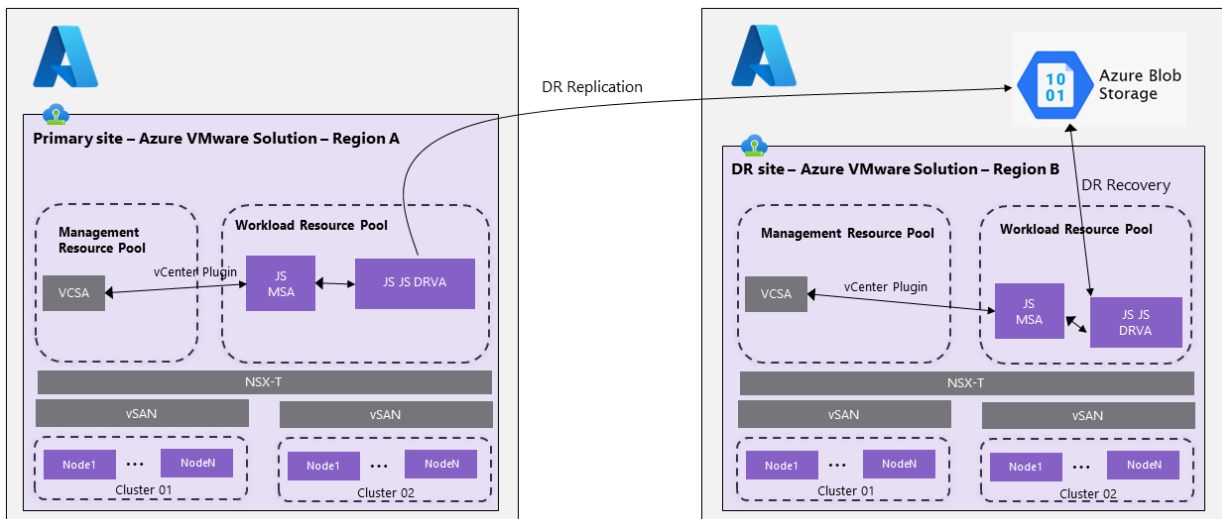 DR Replication
Primary site – Azure VMware Solution – Region A
Management
Resource Pool
VCSA
vCenter Plugin
Workload Resource Pool
JS
MSA
JS JS DRVA
NSX-T
vSAN
vSAN
Node1
...
NodeN
Cluster 01
Node1
...
NodeN
Cluster 02
10
01
Azure Blob
Storage
DR site – Azure VMware Solution – Region B
DR Recovery
Management Resource Pool
VCSA
vCenter Plugin
Workload Resource Pool
JS
MSA
JS JS
DRVA
NSX-T
vSAN
vSAN
Node1
...
NodeN
Cluster 01
Node1
...
NodeN
Cluster 02